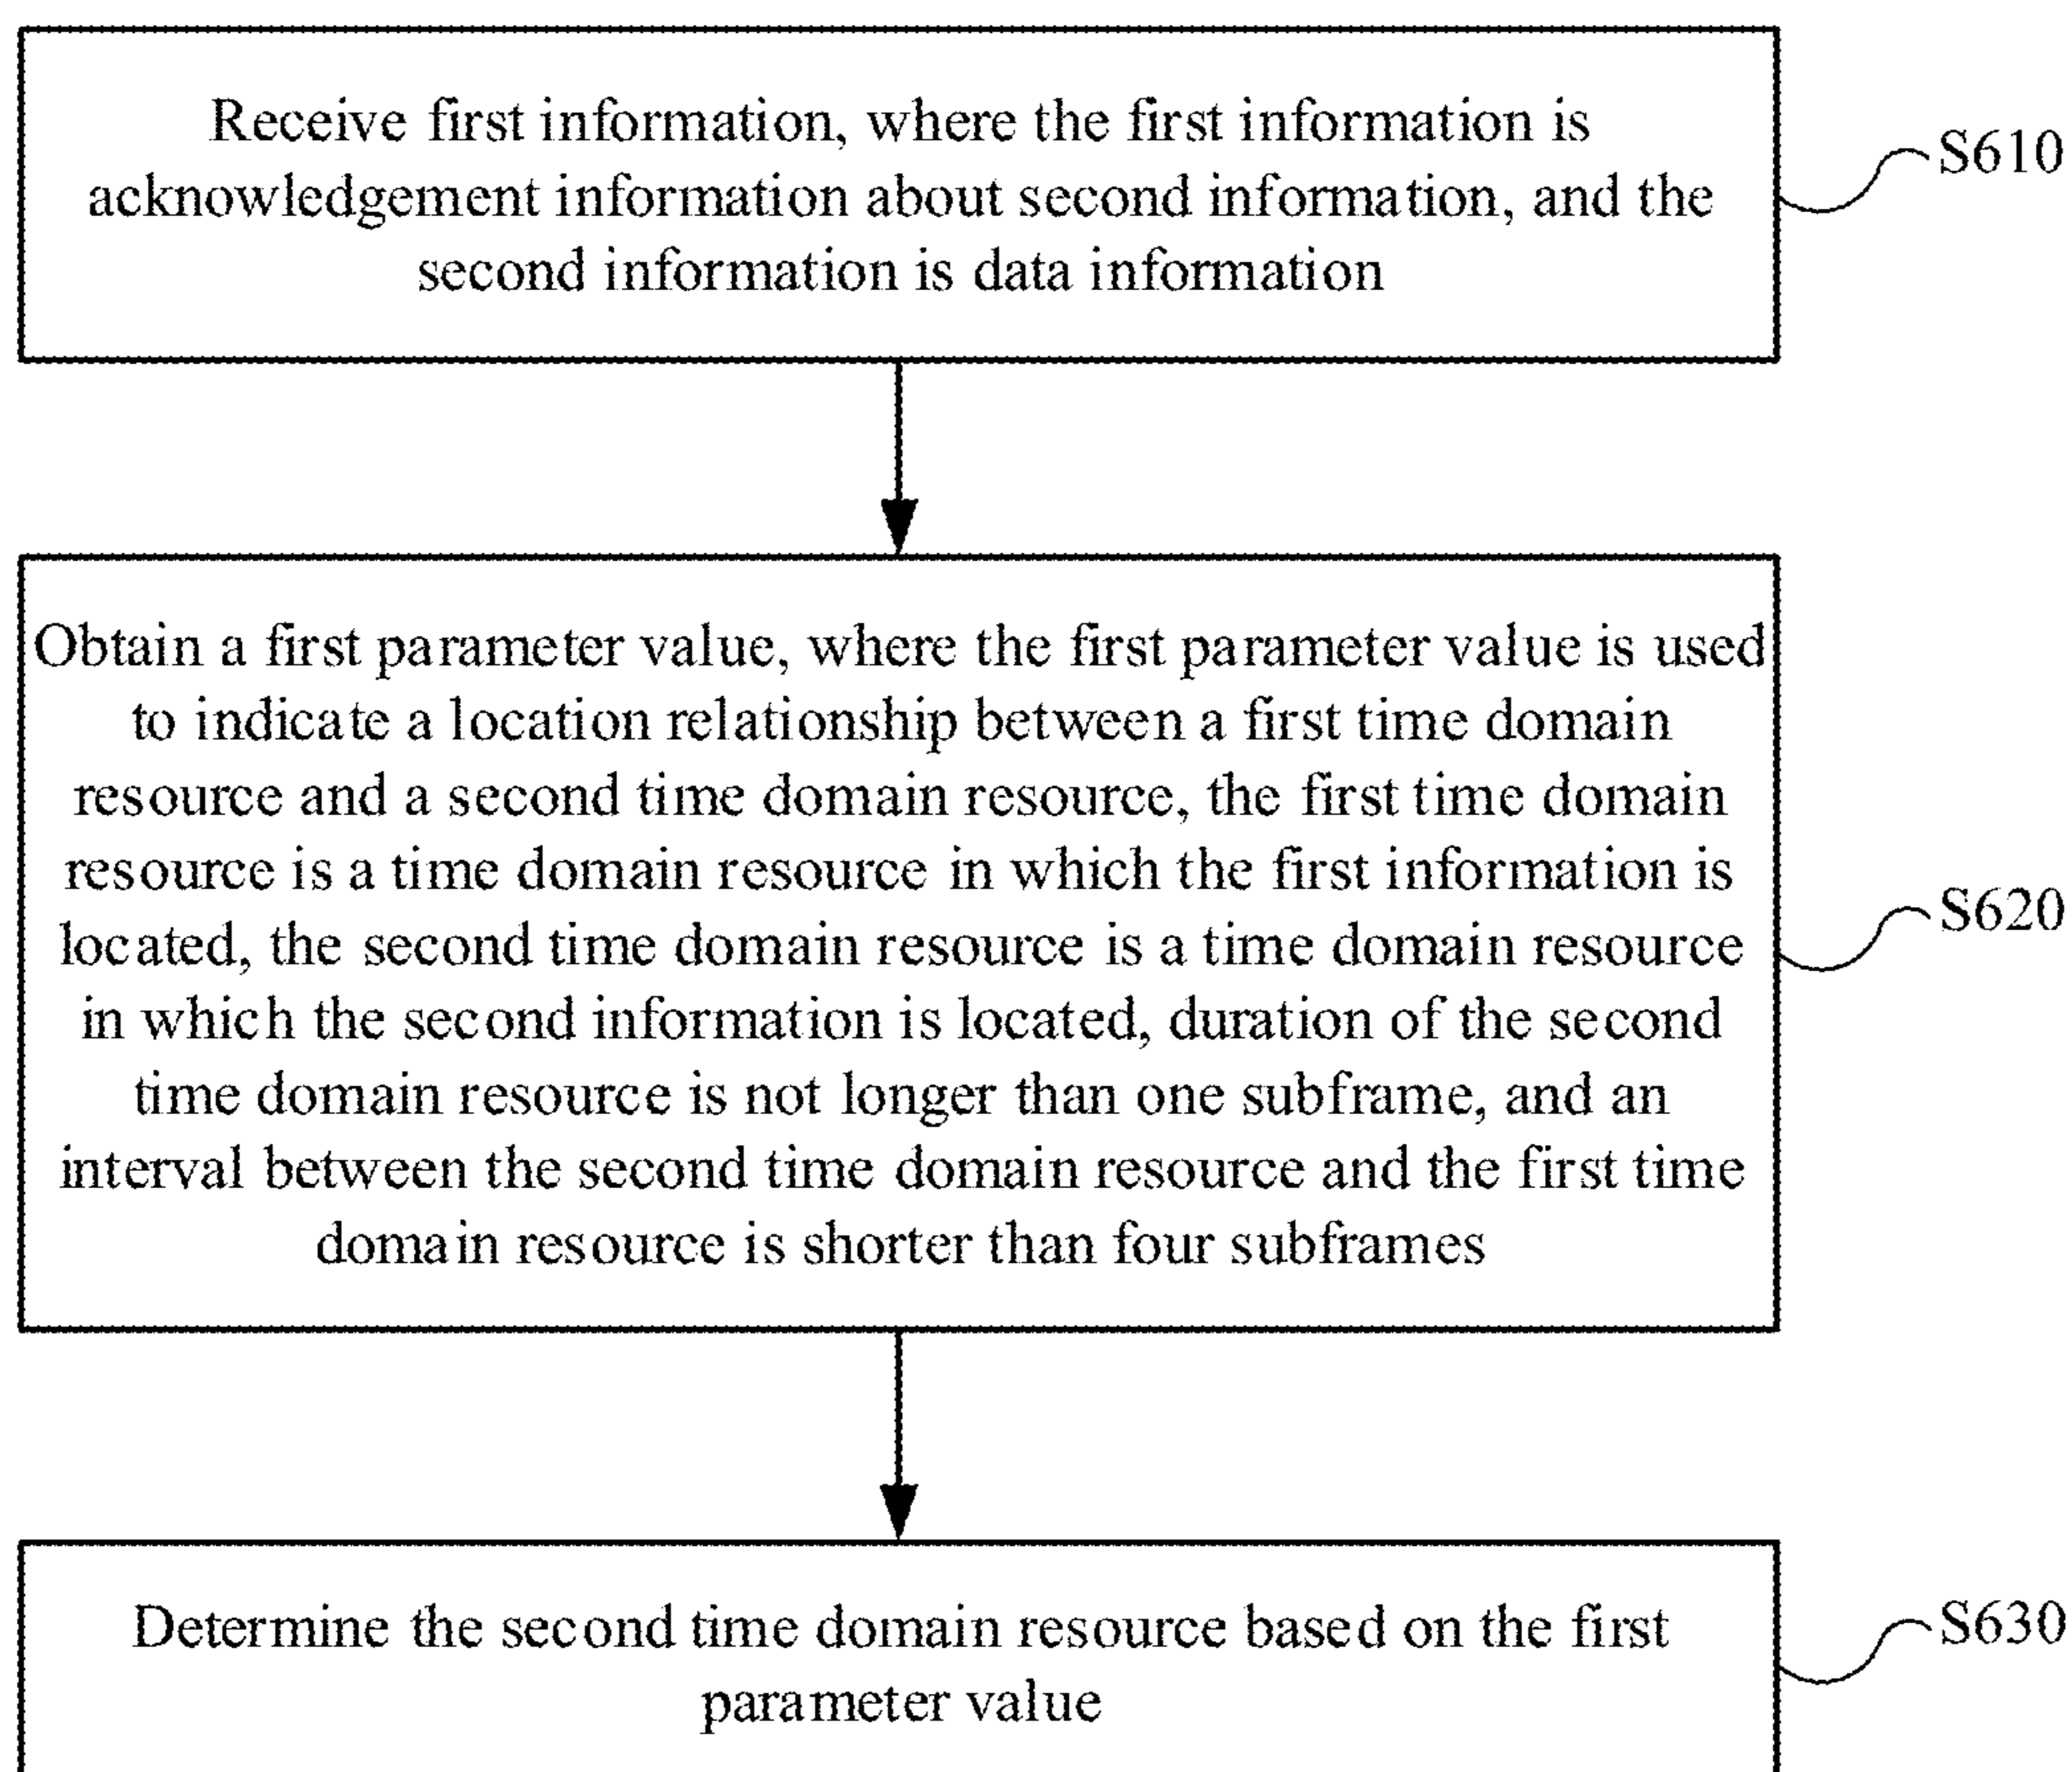 Receive first information, where the first information is
acknowledgement information about second information, and the
second information is data information
S610
Obtain a first parameter value, where the first parameter value is used
to indicate a location relationship between a first time domain
resource and a second time domain resource, the first time domain
resource is a time domain resource in which the first information is
located, the second time domain resource is a time domain resource
in which the second information is located, duration of the second
time domain resource is not longer than one subframe, and an
interval between the second time domain resource and the first time
domain resource is shorter than four subframes
S620
Determine the second time domain resource based on the first
parameter value
S630